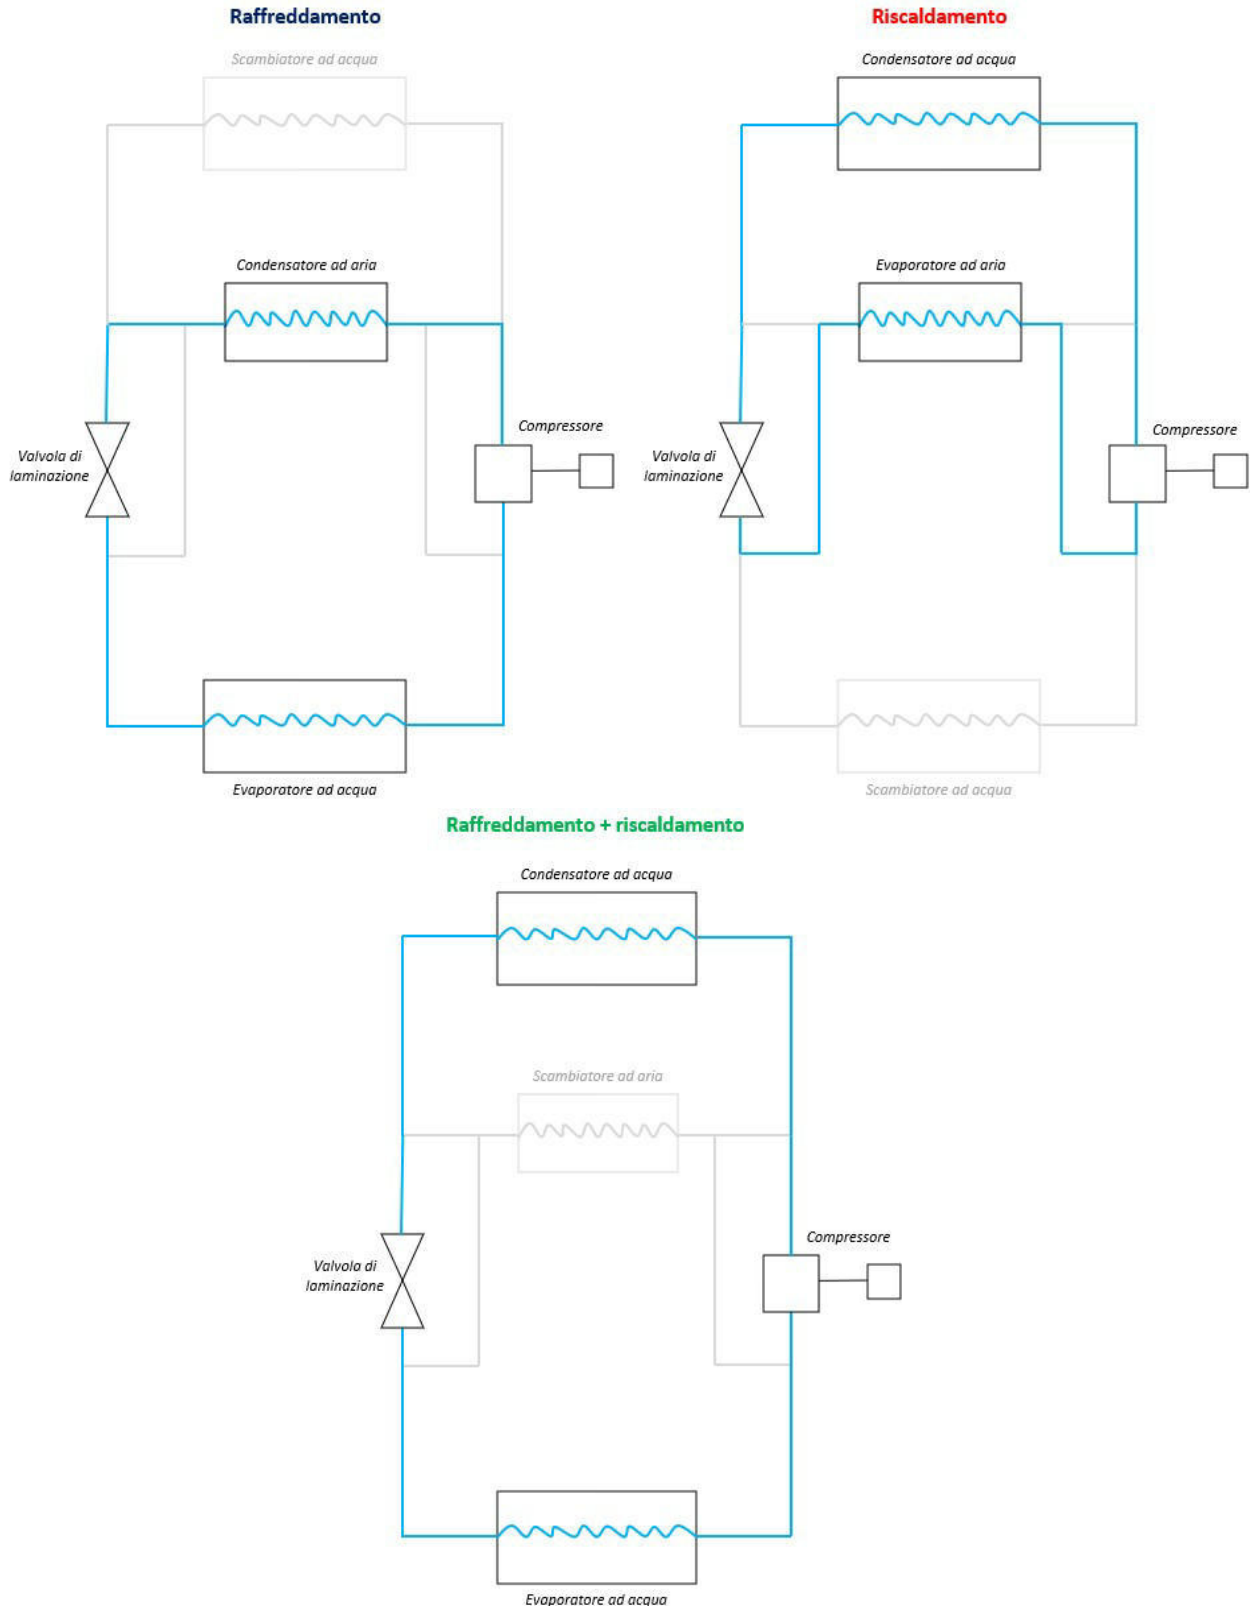 Raffreddamento
Riscaldamento
Scambiatore ad acqua
Condensatore ad acqua
Condensatore ad aria
Evaporatore ad aria
Compressore
Valvola di
laminazione
Compressore
Valvola di
laminazione
Evaporatore ad acqua
Scambiatore ad acqua
Raffreddamento + riscaldamento
Condensatore ad acqua
Scambiatore ad aria
Compressore
Valvola di
laminazione
Evaporatore ad acqua